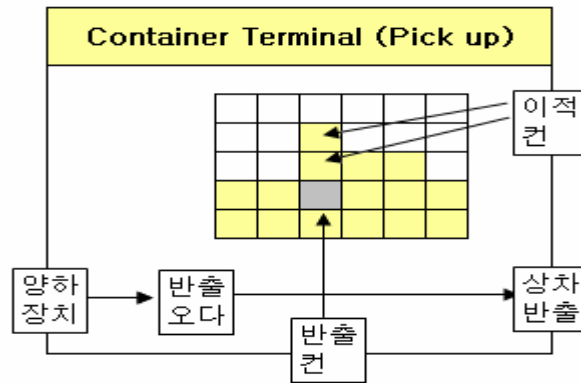 Container Terminal (Pick up)
이적
컨
양하
장치
반출
오다
반출
컨
상차
반출